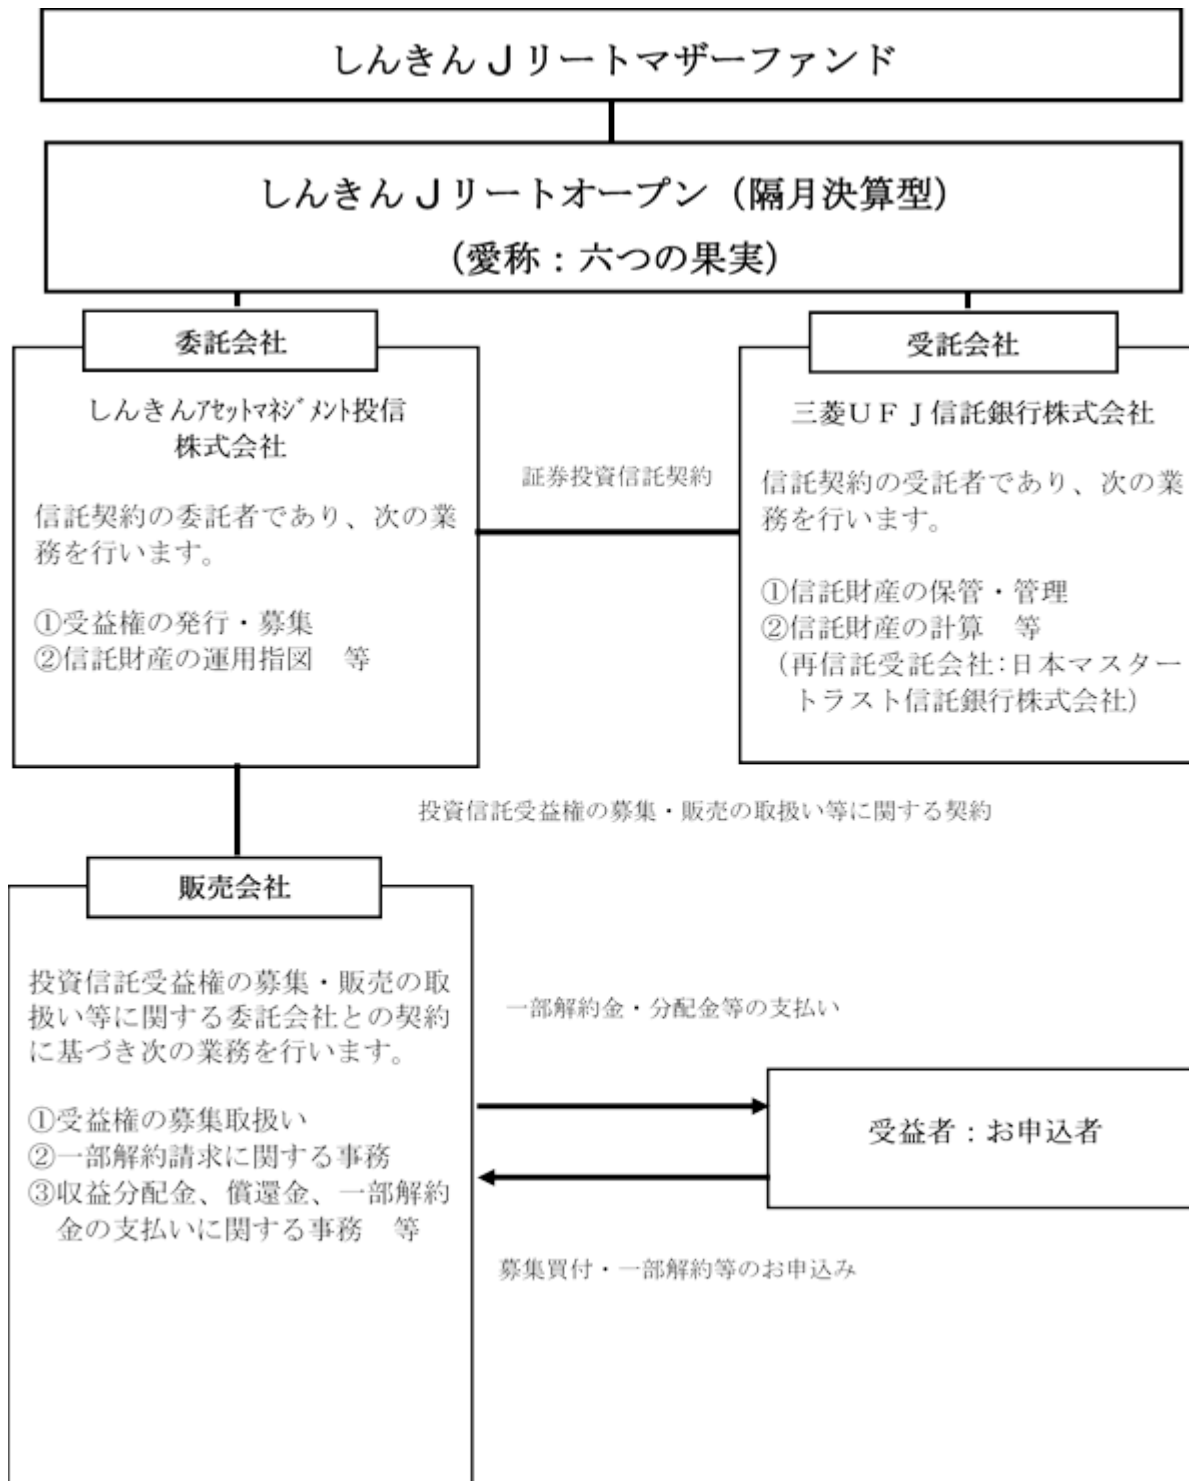 しんきんJリートマザーファンド
しんきんJリートオープン（隔月決算型）
（愛称：六つの果実）
委託会社
しんきんｱｾｯﾄﾏﾈｼﾞﾒﾝﾄ投信
株式会社
信託契約の委託者であり、次の業
務を行います。
①受益権の発行・募集
②信託財産の運用指図　等
証券投資信託契約
受託会社
三菱ＵＦＪ信託銀行株式会社
信託契約の受託者であり、次の業
務を行います。
①信託財産の保管・管理
②信託財産の計算　等
（再信託受託会社：日本マスター
トラスト信託銀行株式会社）
投資信託受益権の募集・販売の取扱い等に関する契約
販売会社
投資信託受益権の募集・販売の取
扱い等に関する委託会社との契約
に基づき次の業務を行います。
①受益権の募集取扱い
②一部解約請求に関する事務
③収益分配金、償還金、一部解約
金の支払いに関する事務　等
一部解約金・分配金等の支払い
受益者：お申込者
募集買付・一部解約等のお申込み